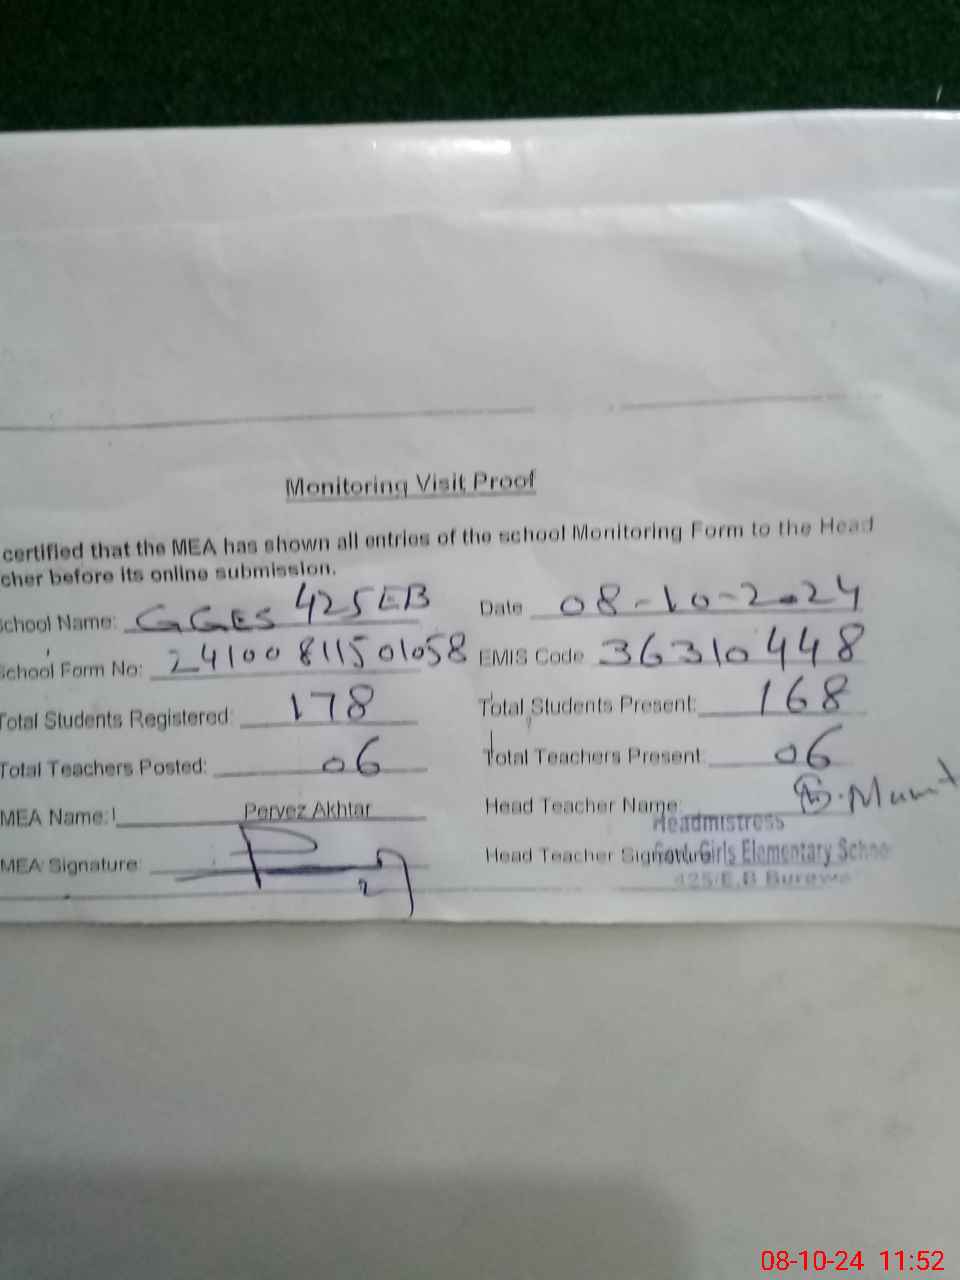 Monitoring Visit Proof
certified that the MEA has shown all entries of the school Monitoring Form to the Head
cher before its online submission.
School Name: GGES 425EB Date 08-10-2024
School Form No: 24100811501058 EMIS Code 36310448
Total Students Registered: 178 Total Students Present: 168
Total Teachers Posted: 06 Total Teachers Present 06
MEA Name: Pervez Akhtar Head Teacher Name:
Headmistress
MEA Signature: Head Teacher Sign Govt. Girls Elementary School
425/E.B Burewa
08-10-24 11:52